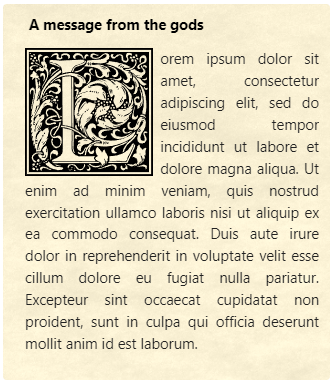 A message from the gods
Lorem ipsum dolor sit
amet, consectetur
adipiscing elit, sed do
eiusmod tempor
incididunt ut labore et
dolore magna aliqua. Ut
enim ad minim veniam, quis nostrud
exercitation ullamco laboris nisi ut aliquip ex
ea commodo consequat. Duis aute irure
dolor in reprehenderit in voluptate velit esse
cillum dolore eu fugiat nulla pariatur.
Excepteur sint occaecat cupidatat non
proident, sunt in culpa qui officia deserunt
mollit anim id est laborum.